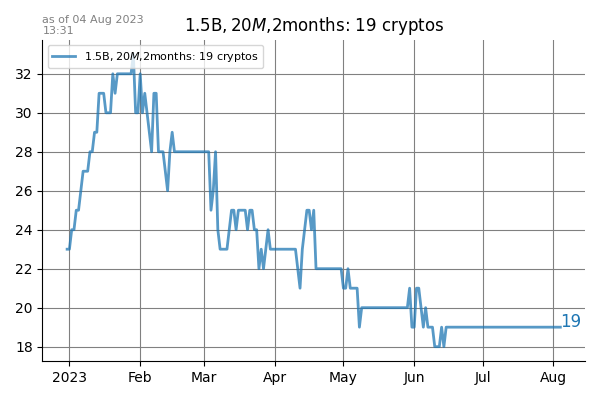 as of 04 Aug 2023
13:31
1.5B, 20M,2months: 19 cryptos
1.5B, 20M,2months: 19 cryptos
32
30
28
26
24
22
20
18
19
2023 Feb Mar Apr May Jun Jul Aug